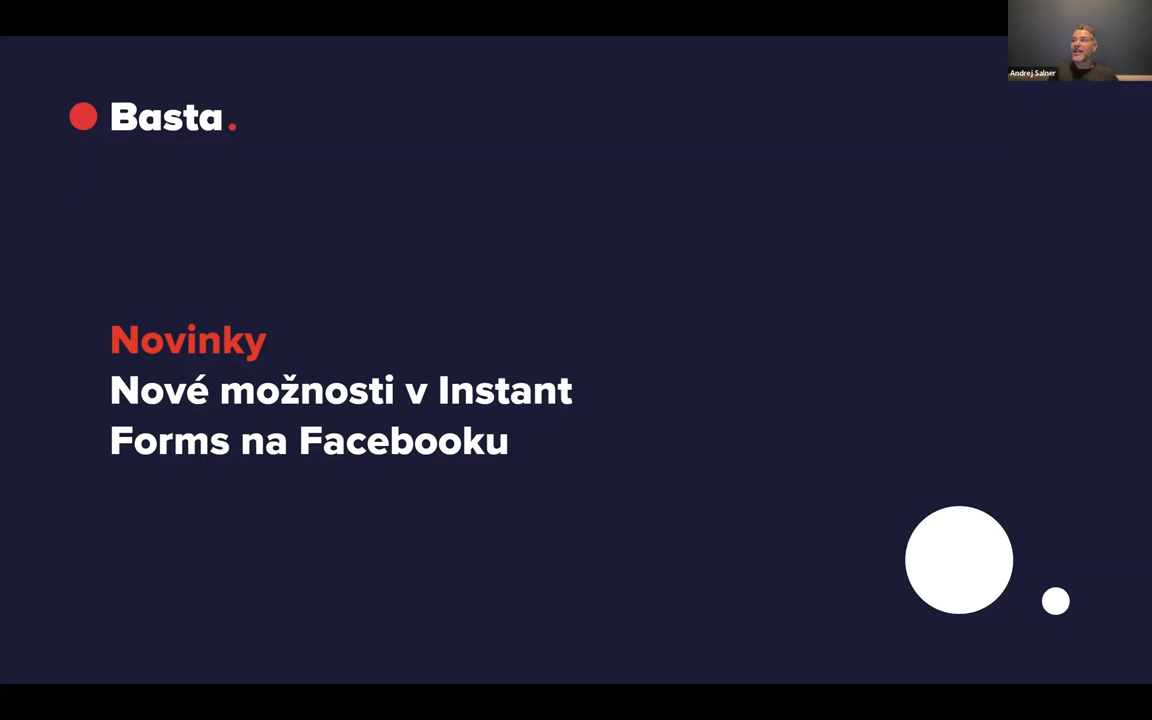 Andrej Salner
Basta.
Novinky
Nové možnosti v Instant
Forms na Facebooku